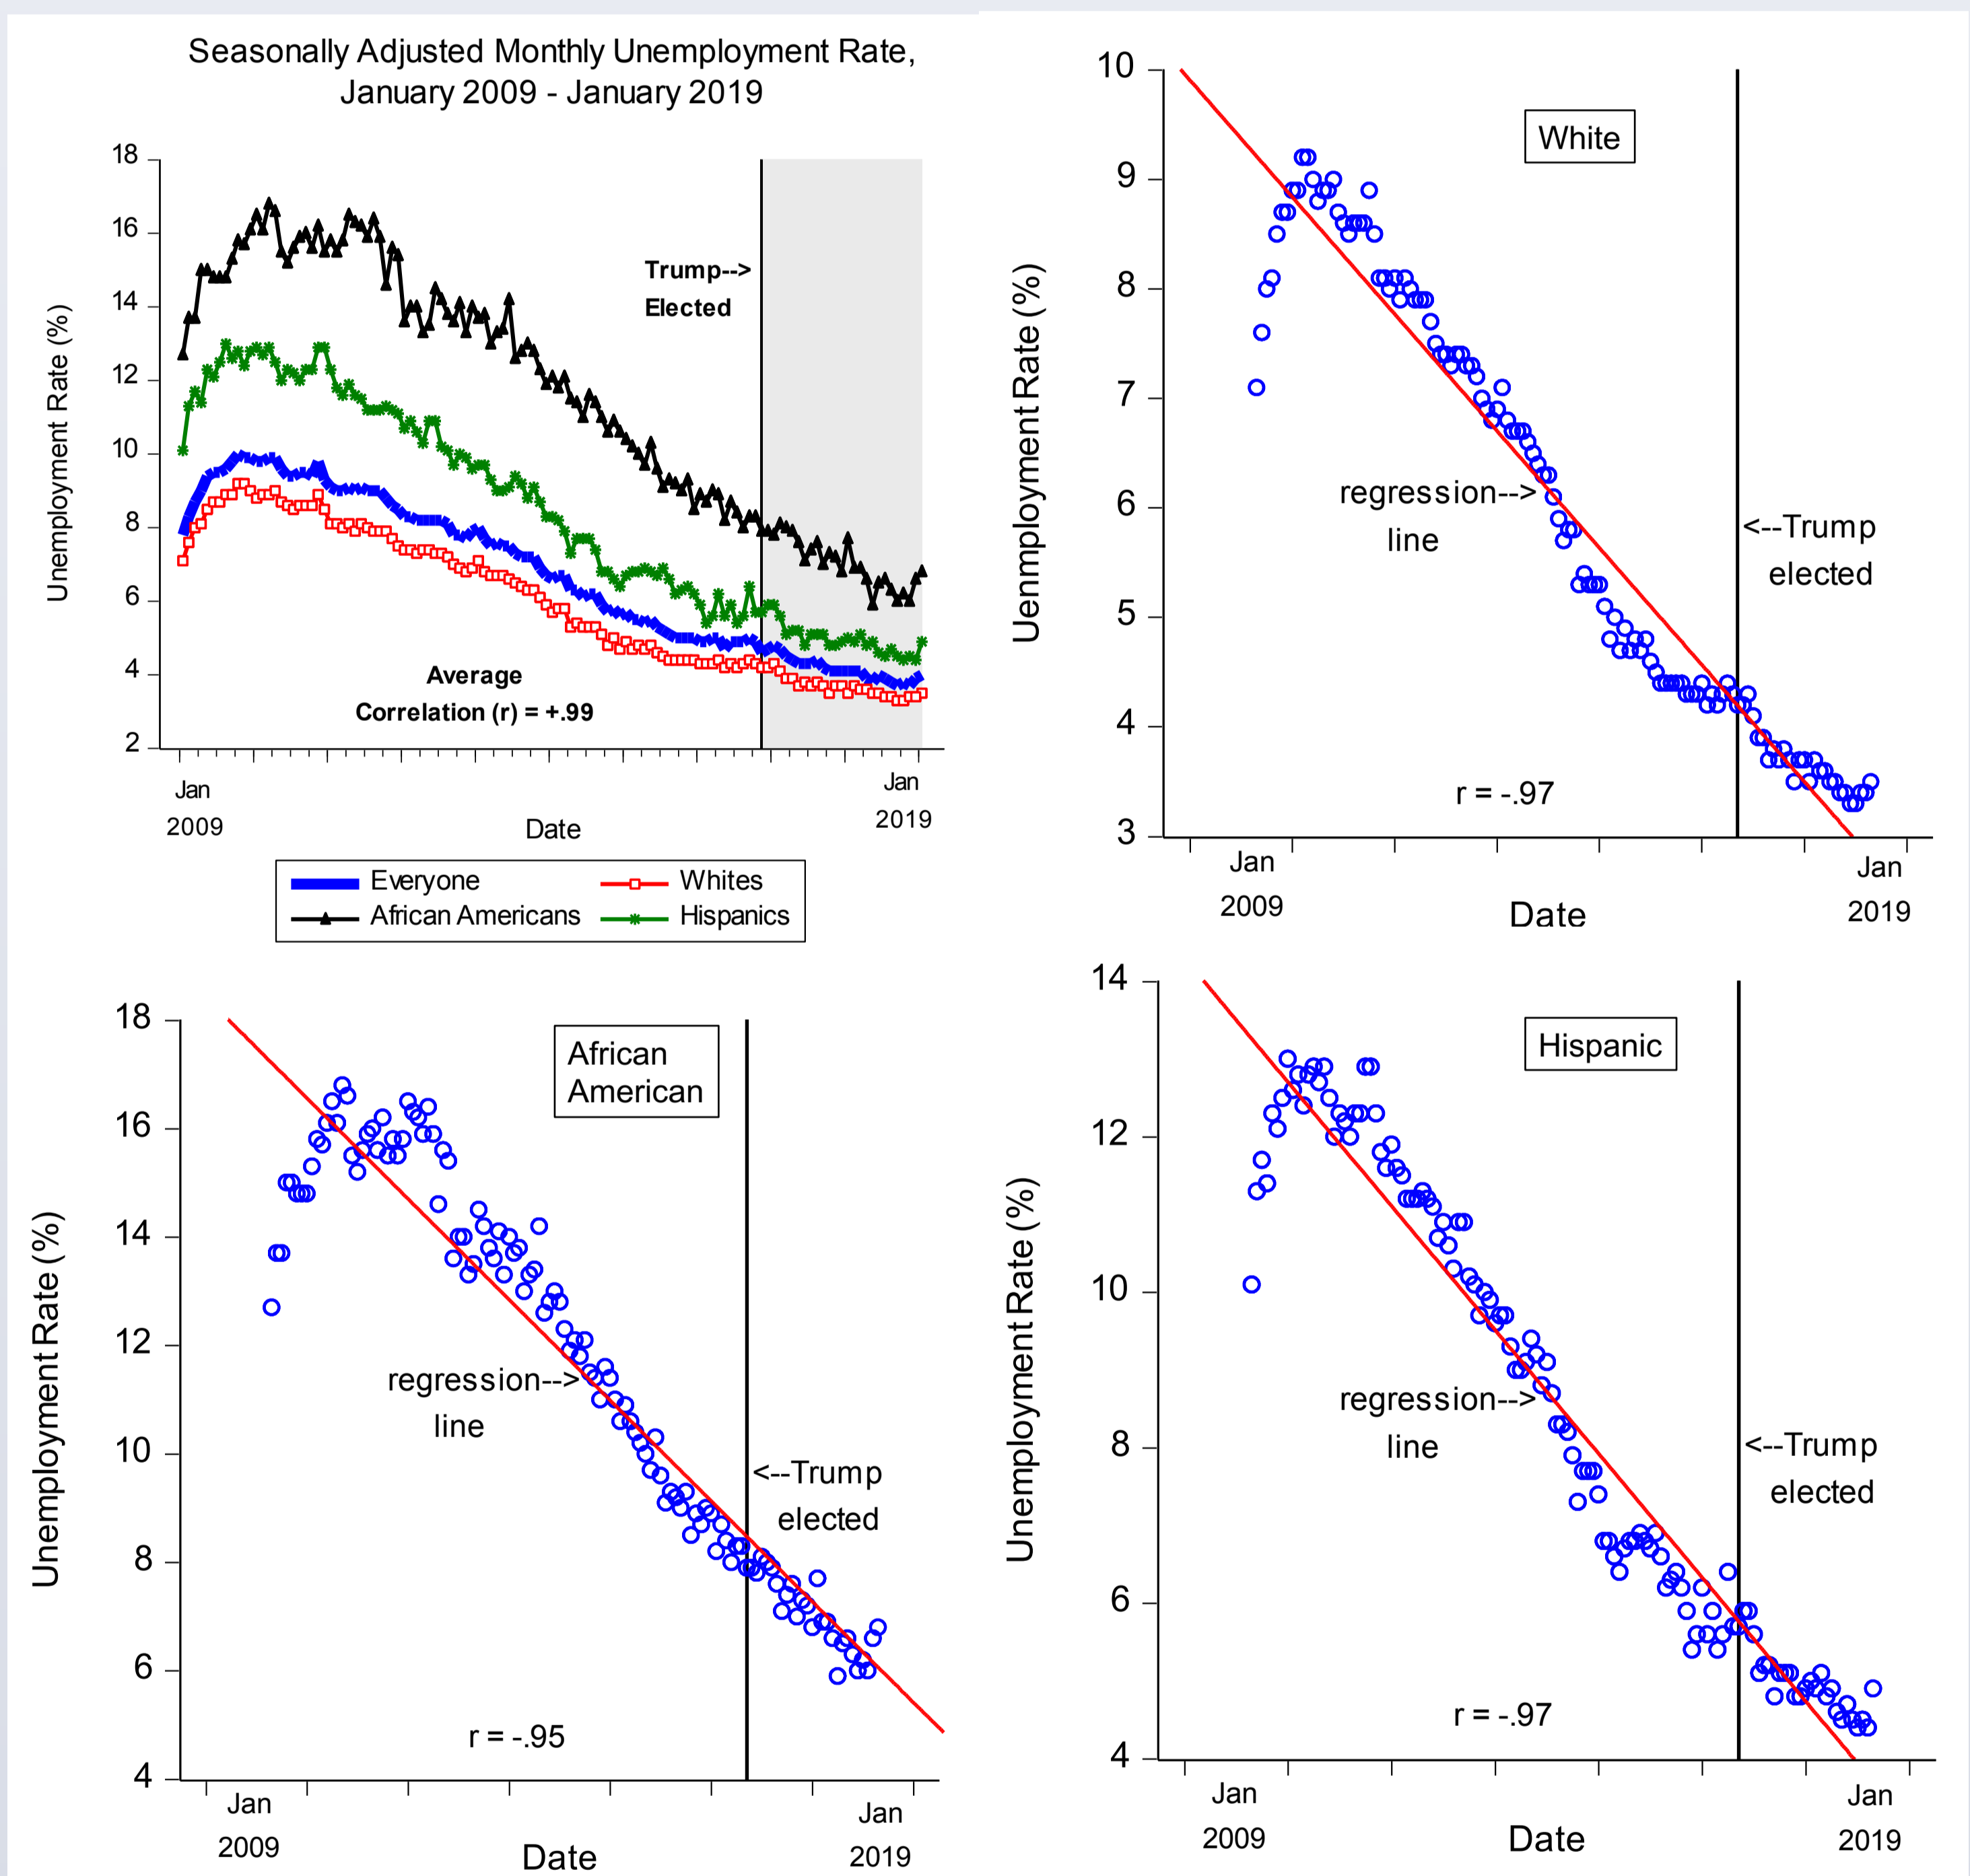 Seasonally Adjusted Monthly Unemployment Rate,
January 2009 - January 2019
Unemployment Rate (%)
18
16
14
12
10
8
6
4
2
Trump-->
Elected
Average
Correlation (r) = +.99
Jan
2009
Date
Jan
2019
Everyone
Whites
African Americans
Hispanics
Uenmployment Rate (%)
10
9
8
7
6
5
4
3
White
regression-->
line
<--Trump
elected
r = -.97
Jan
2009
Date
Jan
2019
Unemployment Rate (%)
18
16
14
12
10
8
6
4
African
American
regression-->
line
<--Trump
elected
r = -.95
Jan
2009
Date
Jan
2019
Unemployment Rate (%)
14
12
10
8
6
4
Hispanic
regression-->
line
<--Trump
elected
r = -.97
Jan
2009
Date
Jan
2019